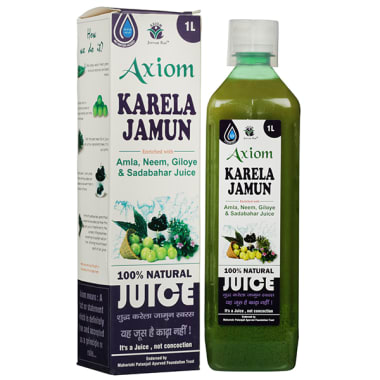 How
we do it?
1L
Axiom
KARELA
JAMUN
Enriched with
Amla, Neem, Giloye
& Sadabahar Juice
100% NATURAL
JUICE
शुद्ध करेला जामुन स्वरस
यह जूस है काढ़ा नहीं !
It's a Juice, not concoction
Endorsed by
Maharishi Patanjali Ayurved Foundation Trust
1L
Axiom
KARELA
JAMUN
Enriched with
Amla, Neem, Giloye
& Sadabahar Juice
100% NATURAL
JUICE
शुद्ध करेला जामुन स्वरस
यह जूस है काढ़ा नहीं !
It's a Juice, not concoction
Endorsed by
Maharishi Patanjali Ayurved Foundation Trust